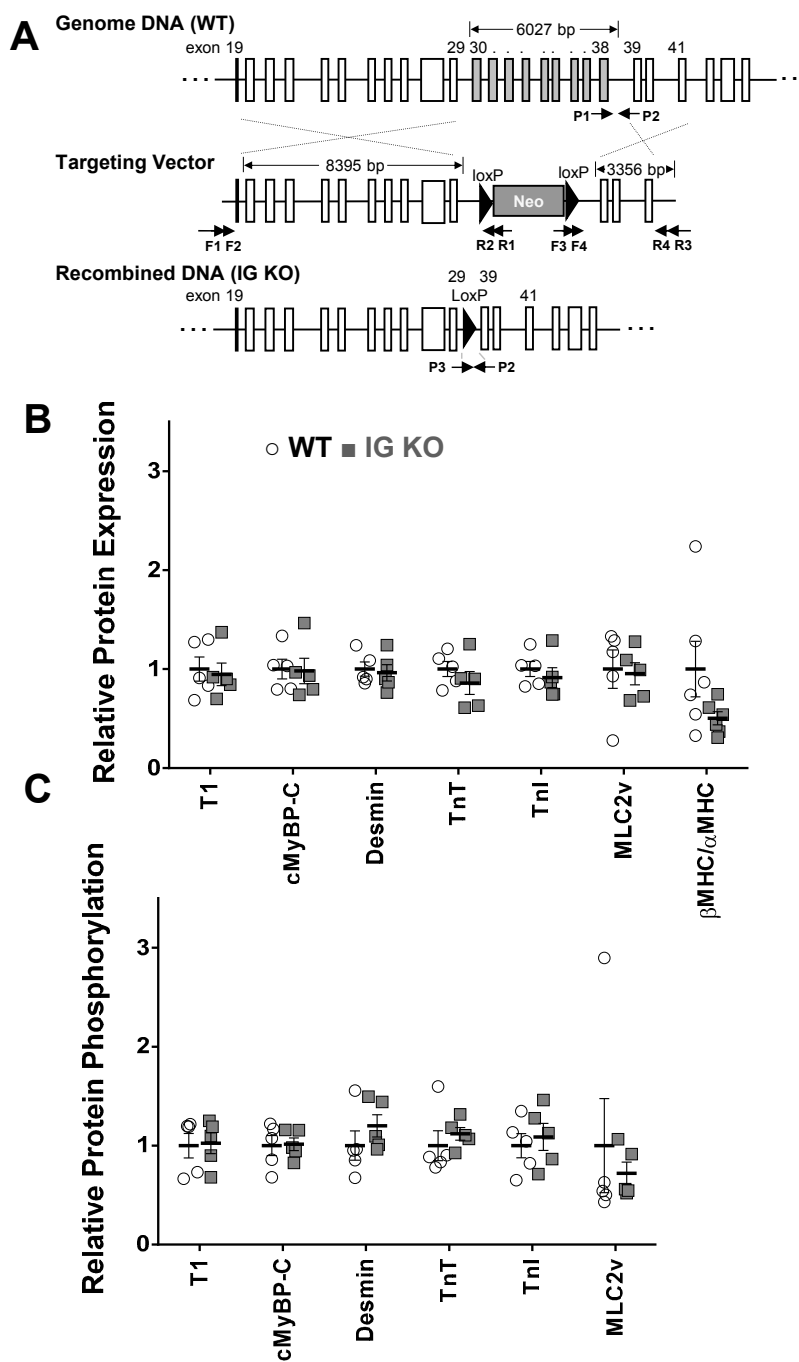 A
Genome DNA (WT)
6027 bp
exon 19 29 30 . . . . . . . 38 39 41
. . . . . .
P1 P2
Targeting Vector
8395 bp loxP loxP 3356 bp
Neo
F1 F2 R2 R1 F3 F4 R4 R3
Recombined DNA (IG KO)
29 39
exon 19 LoxP 41
. . . . . .
P3 P2
B
WT IG KO
Relative Protein Expression
3
2
1
0
T1 cMyBP-C Desmin TnT TnI MLC2v βMHC/αMHC
C
Relative Protein Phosphorylation
3
2
1
0
T1 cMyBP-C Desmin TnT TnI MLC2v